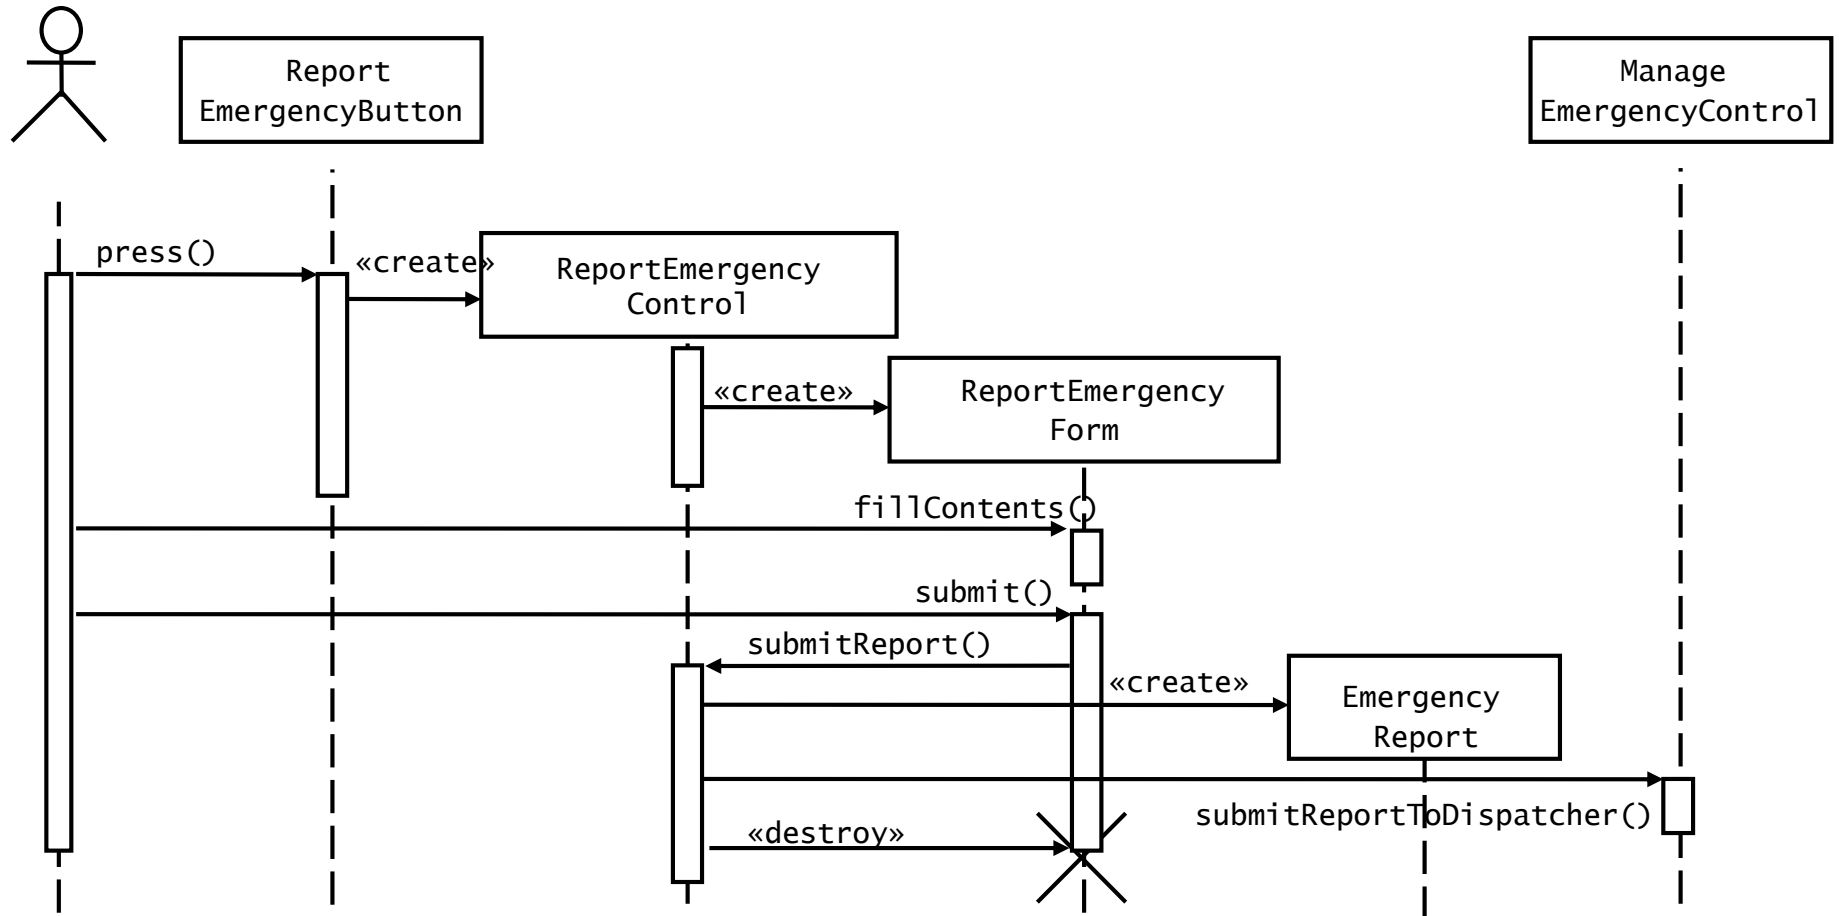 Report
EmergencyButton
Manage
EmergencyControl
press()
«create»
ReportEmergency
Control
«create»
ReportEmergency
Form
fillContents()
submit()
submitReport()
«create»
Emergency
Report
submitReportToDispatcher()
«destroy»